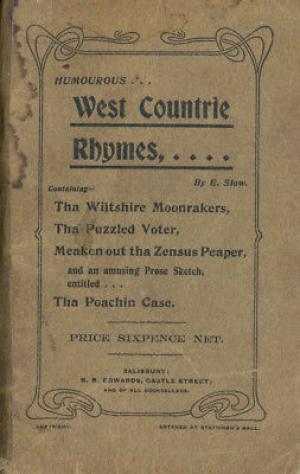 HUMOUROUS . . .
West Countrie
Rhymes, . . . .
By E. Slow.
Containing—
Tha Wiltshire Moonrakers,
Tha Puzzled Voter,
Meaken out tha Zensus Peaper,
and an amusing Prose Sketch,
entitled . . .
Tha Poachin Case.
PRICE SIXPENCE NET.
SALISBURY:
R. R. EDWARDS, CASTLE STREET;
AND OF ALL BOOKSELLERS.
COPYRIGHT.
ENTERED AT STATIONER'S HALL.